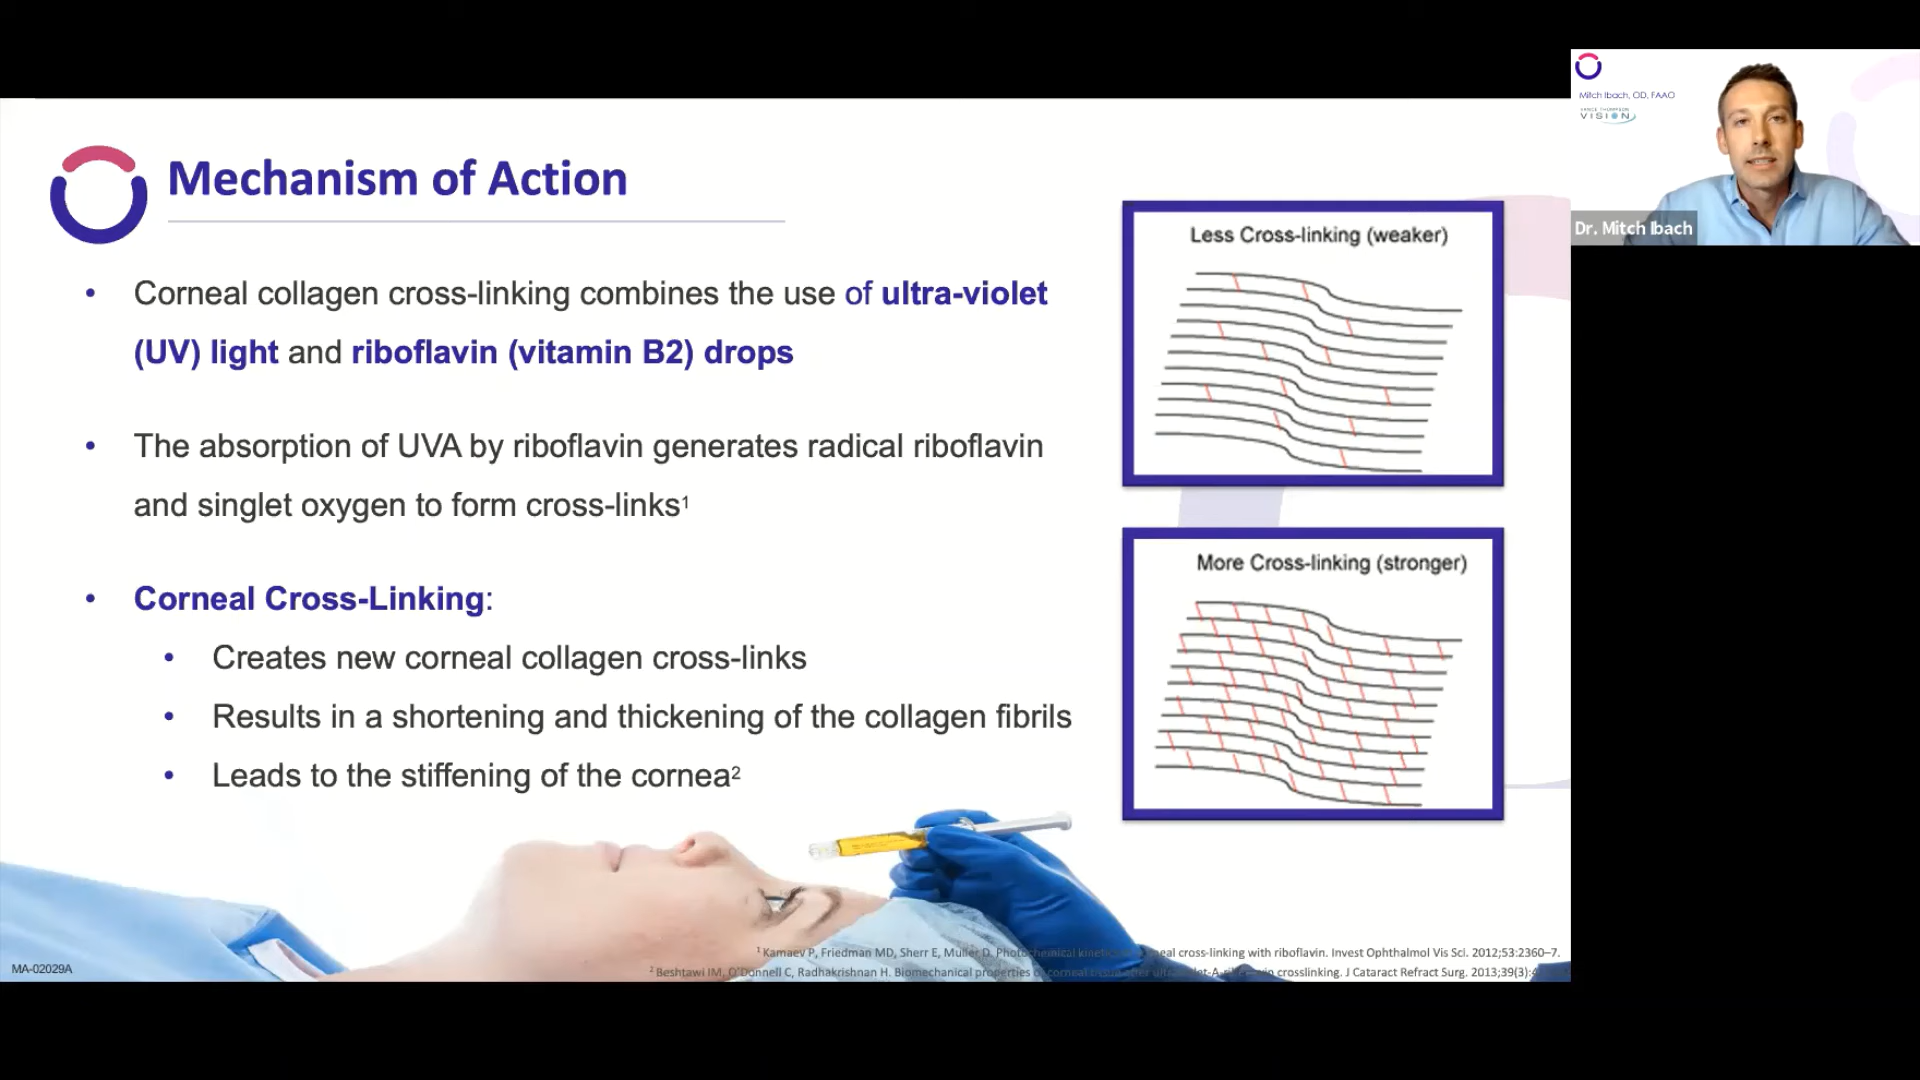 Mechanism of Action
• Corneal collagen cross-linking combines the use of ultra-violet
(UV) light and riboflavin (vitamin B2) drops
• The absorption of UVA by riboflavin generates radical riboflavin
and singlet oxygen to form cross-links1
• Corneal Cross-Linking:
• Creates new corneal collagen cross-links
• Results in a shortening and thickening of the collagen fibrils
• Leads to the stiffening of the cornea2
Less Cross-linking (weaker)
More Cross-linking (stronger)
1 Kamaev P, Friedman MD, Sherr E, Muller D. Photochemical kinetics cross-linking with riboflavin. Invest Ophthalmol Vis Sci. 2012;53:2360–7.
2 Beshtawi IM, O'Donnell C, Radhakrishnan H. Biomechanical properties of corneal tissue after crosslinking. J Cataract Refract Surg. 2013;39(3):
MA-02029A
Mitch Ibach, OD, FAAO
VANCE THOMPSON
VISION
Dr. Mitch Ibach